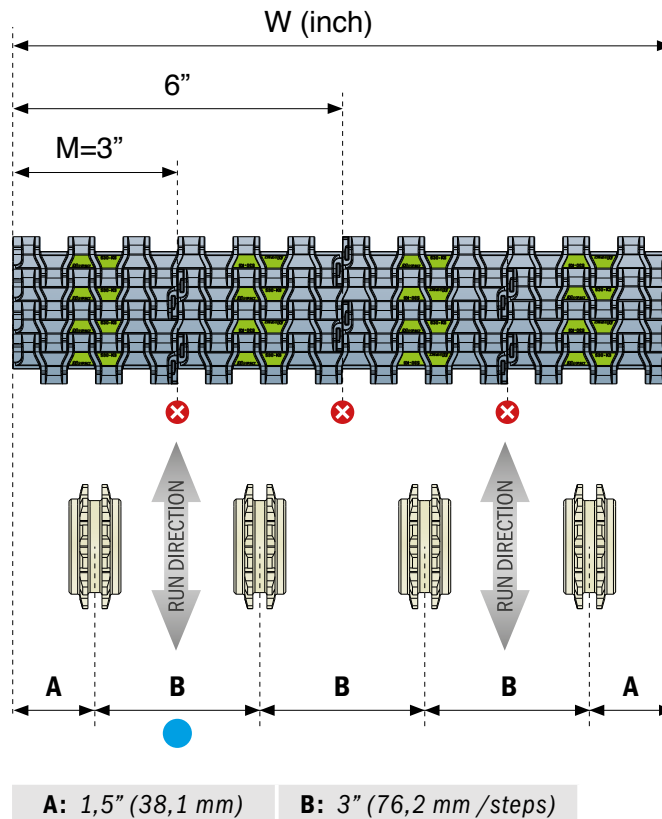 W (inch)
6”
M=3”
RUN DIRECTION
RUN DIRECTION
A B B B A
A: 1,5” (38,1 mm) B: 3” (76,2 mm /steps)